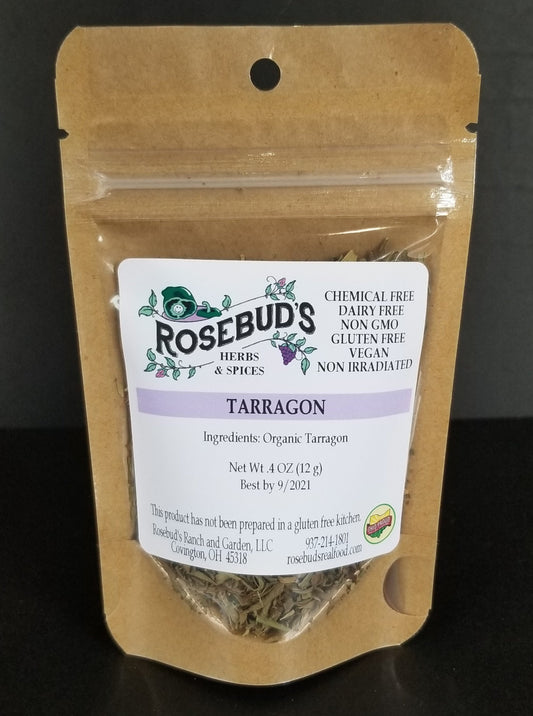 ROSEBUD'S
HERBS
& SPICES
CHEMICAL FREE
DAIRY FREE
NON GMO
GLUTEN FREE
VEGAN
NON IRRADIATED
TARRAGON
Ingredients: Organic Tarragon
Net Wt .4 OZ (12 g)
Best by 9/2021
This product has not been prepared in a gluten free kitchen.
Rosebud's Ranch and Garden, LLC
Covington, OH 45318
937-214-1801
rosebudsrealfood.com